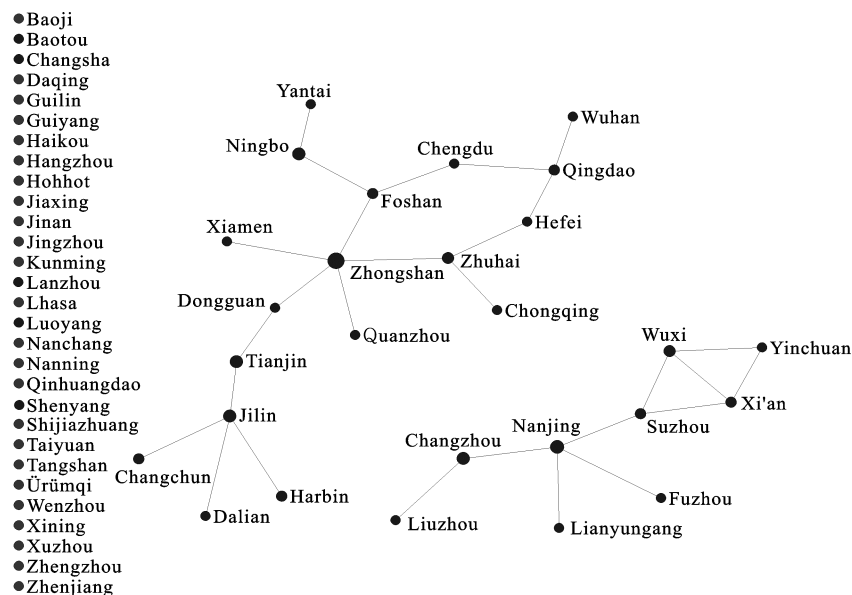 Baoji
Baotou
Changsha
Daqing
Guilin
Guiyang
Haikou
Hangzhou
Hohhot
Jiaxing
Jinan
Jingzhou
Kunming
Lanzhou
Lhasa
Luoyang
Nanchang
Nanning
Qinhuangdao
Shenyang
Shijiazhuang
Taiyuan
Tangshan
Ürümqi
Wenzhou
Xining
Xuzhou
Zhengzhou
Zhenjiang
Yantai
Wuhan
Ningbo
Chengdu
Qingdao
Foshan
Xiamen
Hefei
Zhongshan
Zhuhai
Dongguan
Chongqing
Quanzhou
Wuxi
Yinchuan
Tianjin
Xi'an
Jilin
Suzhou
Nanjing
Changzhou
Changchun
Harbin
Fuzhou
Dalian
Liuzhou
Lianyungang